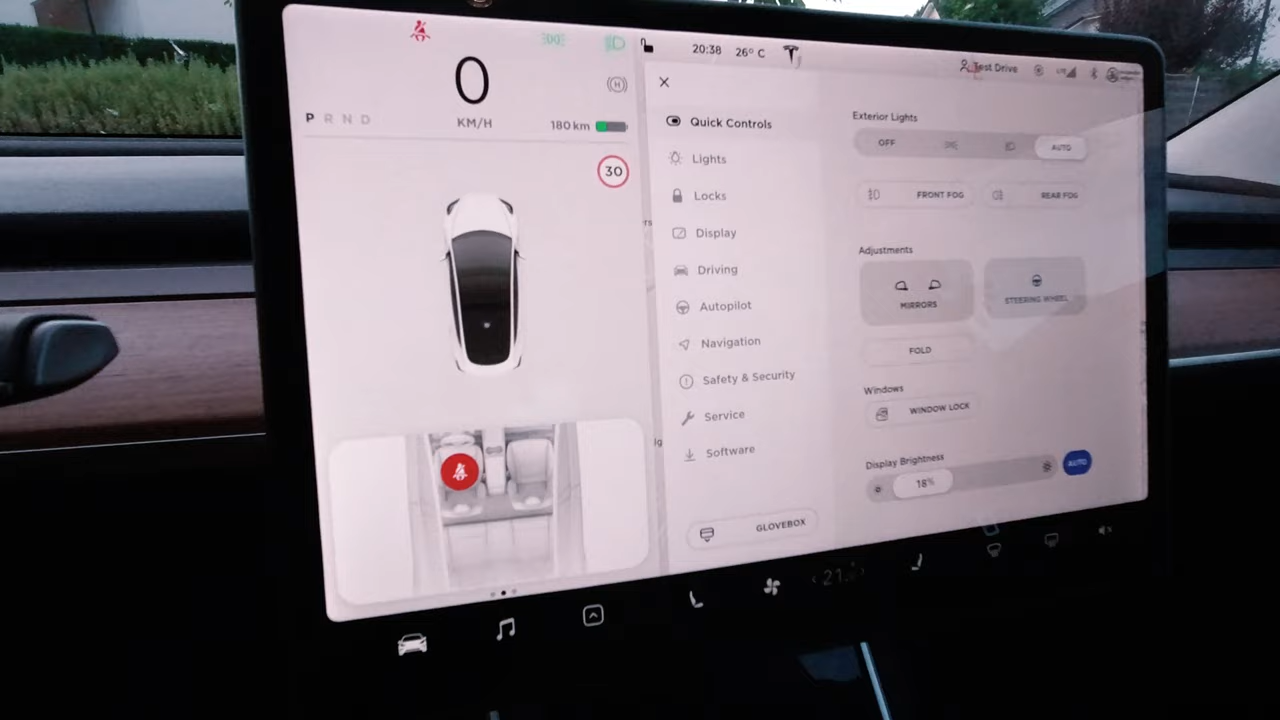 0
KM/H
P R N D
180 km
30
20:38
26° C
Test Drive
LTE
Quick Controls
Lights
Locks
Display
Driving
Autopilot
Navigation
Safety & Security
Service
Software
GLOVEBOX
Exterior Lights
OFF
AUTO
FRONT FOG
REAR FOG
Adjustments
MIRRORS
STEERING WHEEL
FOLD
Windows
WINDOW LOCK
Display Brightness
18%
AUTO